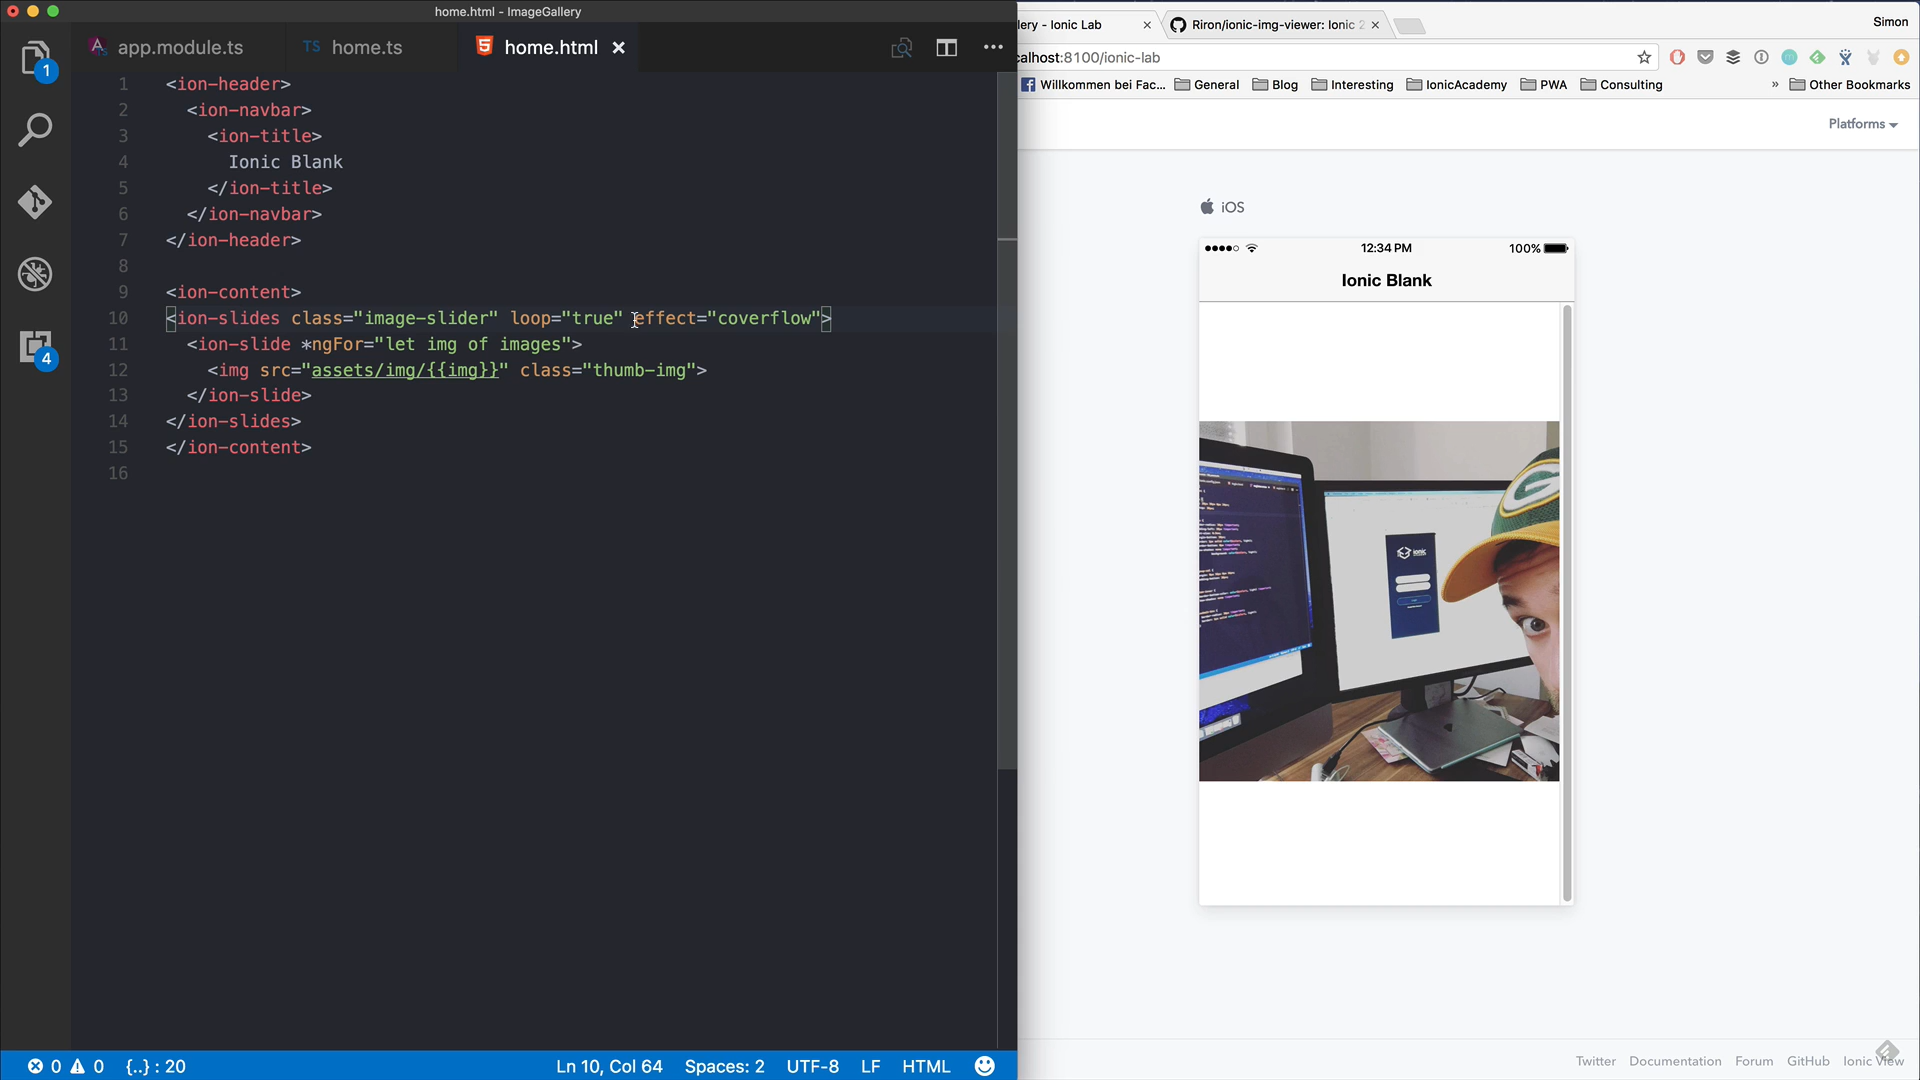 home.html - ImageGallery
app.module.ts
TS home.ts
home.html
1 <ion-header>
2 <ion-navbar>
3 <ion-title>
4 Ionic Blank
5 </ion-title>
6 </ion-navbar>
7 </ion-header>
8
9 <ion-content>
10 <ion-slides class="image-slider" loop="true" effect="coverflow">
11 <ion-slide *ngFor="let img of images">
12 <img src="assets/img/{{img}}" class="thumb-img">
13 </ion-slide>
14 </ion-slides>
15 </ion-content>
16
1
4
0 0 {..} : 20
Ln 10, Col 64 Spaces: 2 UTF-8 LF HTML
lery - Ionic Lab
Riron/ionic-img-viewer: Ionic 2
Simon
calhost:8100/ionic-lab
Willkommen bei Fac... General Blog Interesting IonicAcademy PWA Consulting » Other Bookmarks
Platforms
iOS
12:34 PM 100%
Ionic Blank
ionic
G
Twitter Documentation Forum GitHub Ionic View